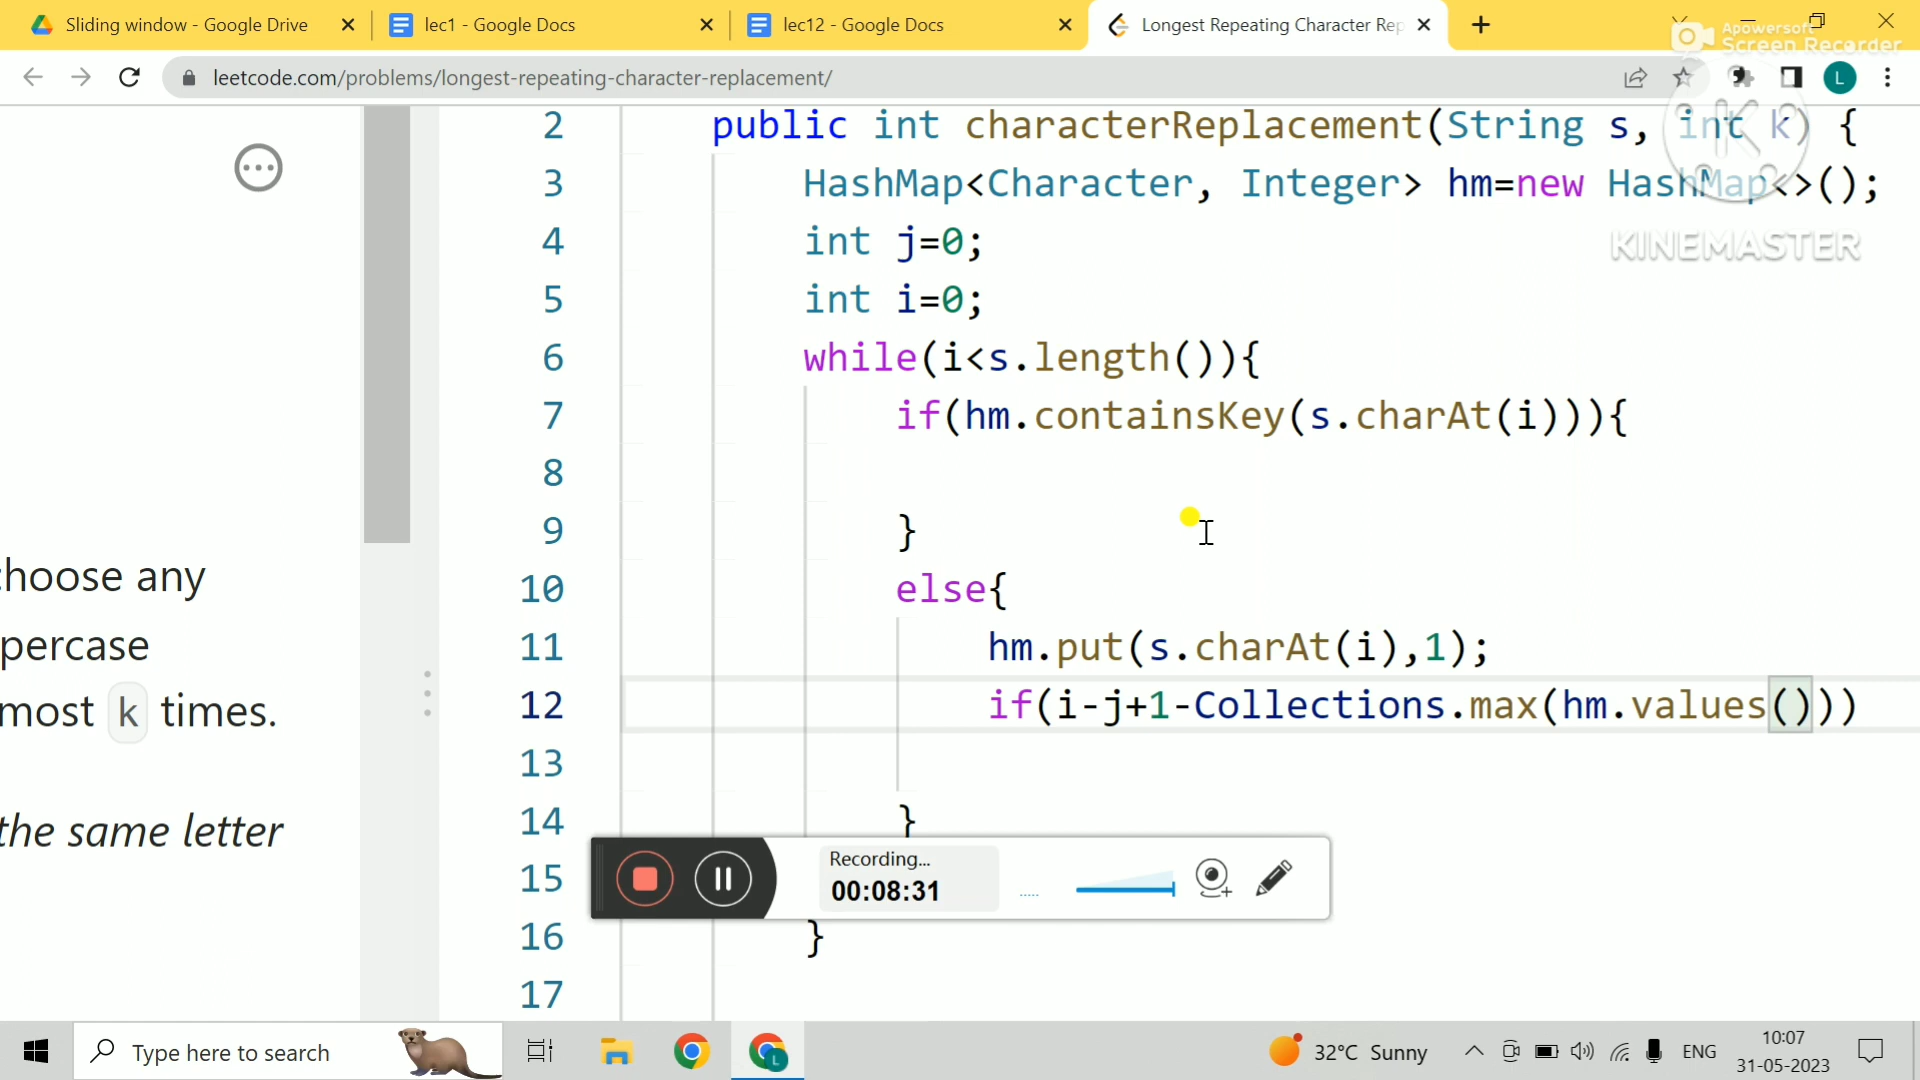 Sliding window - Google Drive
lec1 - Google Docs
lec12 - Google Docs
Longest Repeating Character Rep
Apowersoft
Screen Recorder
leetcode.com/problems/longest-repeating-character-replacement/
L
2 public int characterReplacement(String s, int k) {
3 HashMap<Character, Integer> hm=new HashMap<>();
K
KINEMASTER
4 int j=0;
5 int i=0;
6 while(i<s.length()){
7 if(hm.containsKey(s.charAt(i))){
8
9 }
10 else{
11 hm.put(s.charAt(i),1);
12 if(i-j+1-Collections.max(hm.values()))
13
14 }
15
16 }
17
hoose any
percase
most k times.
the same letter
Recording...
00:08:31
Type here to search
L
32°C Sunny
ENG
10:07
31-05-2023